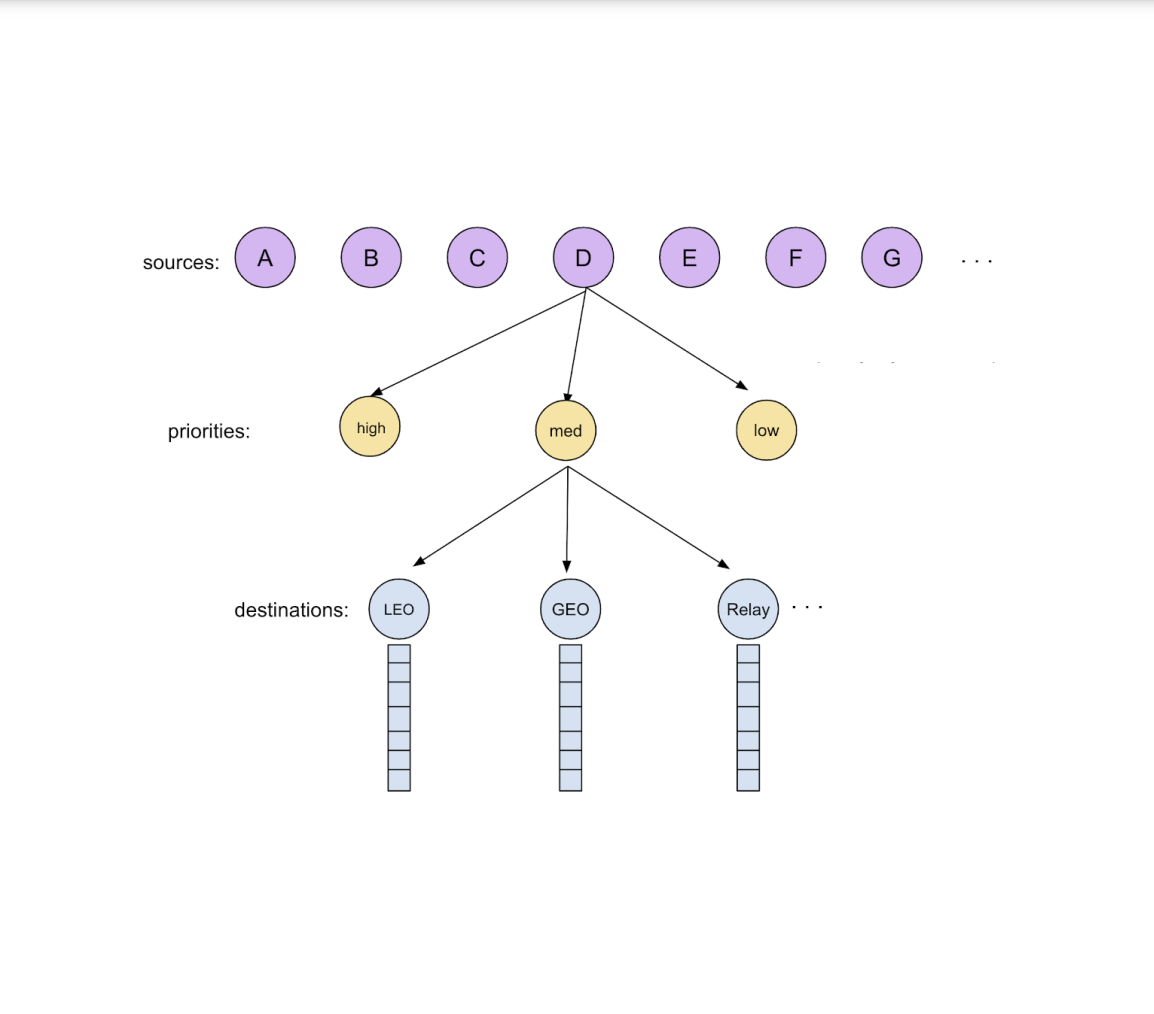 sources: A B C D E F G . . .
priorities: high med low
destinations: LEO GEO Relay . . .